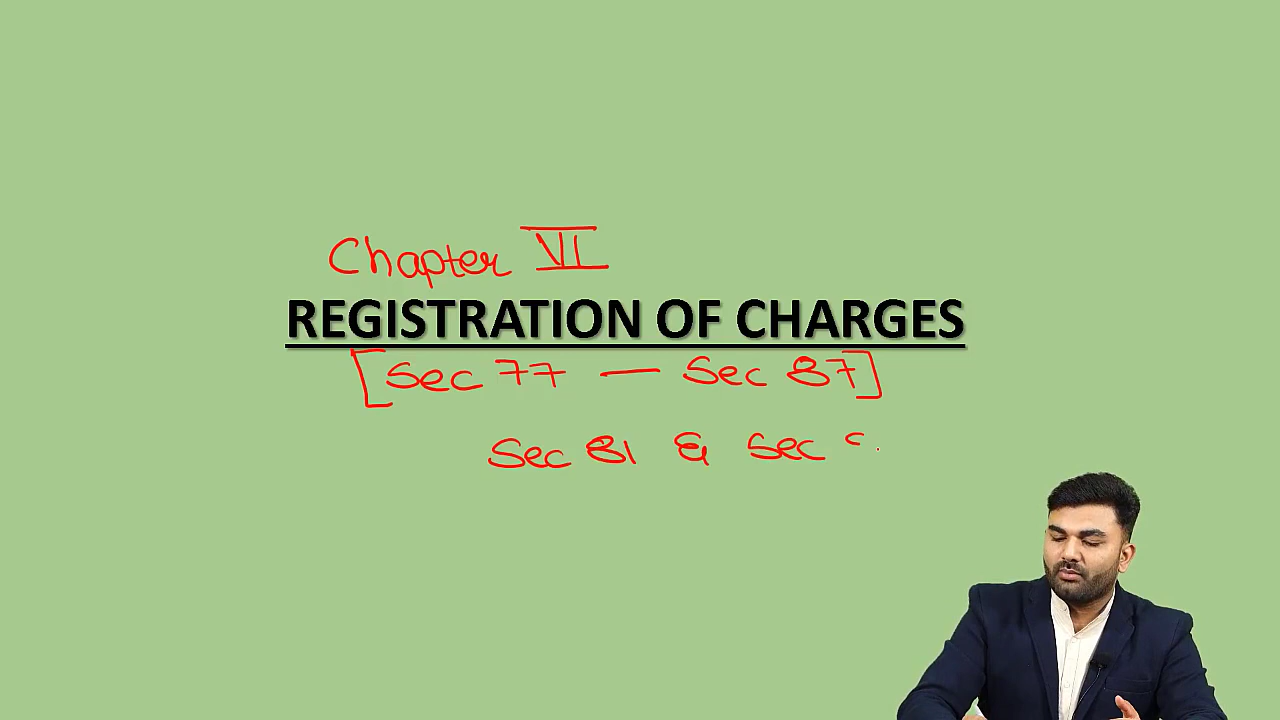 Chapter VI
REGISTRATION OF CHARGES
[Sec 77 — Sec 87]
Sec 81 & Sec